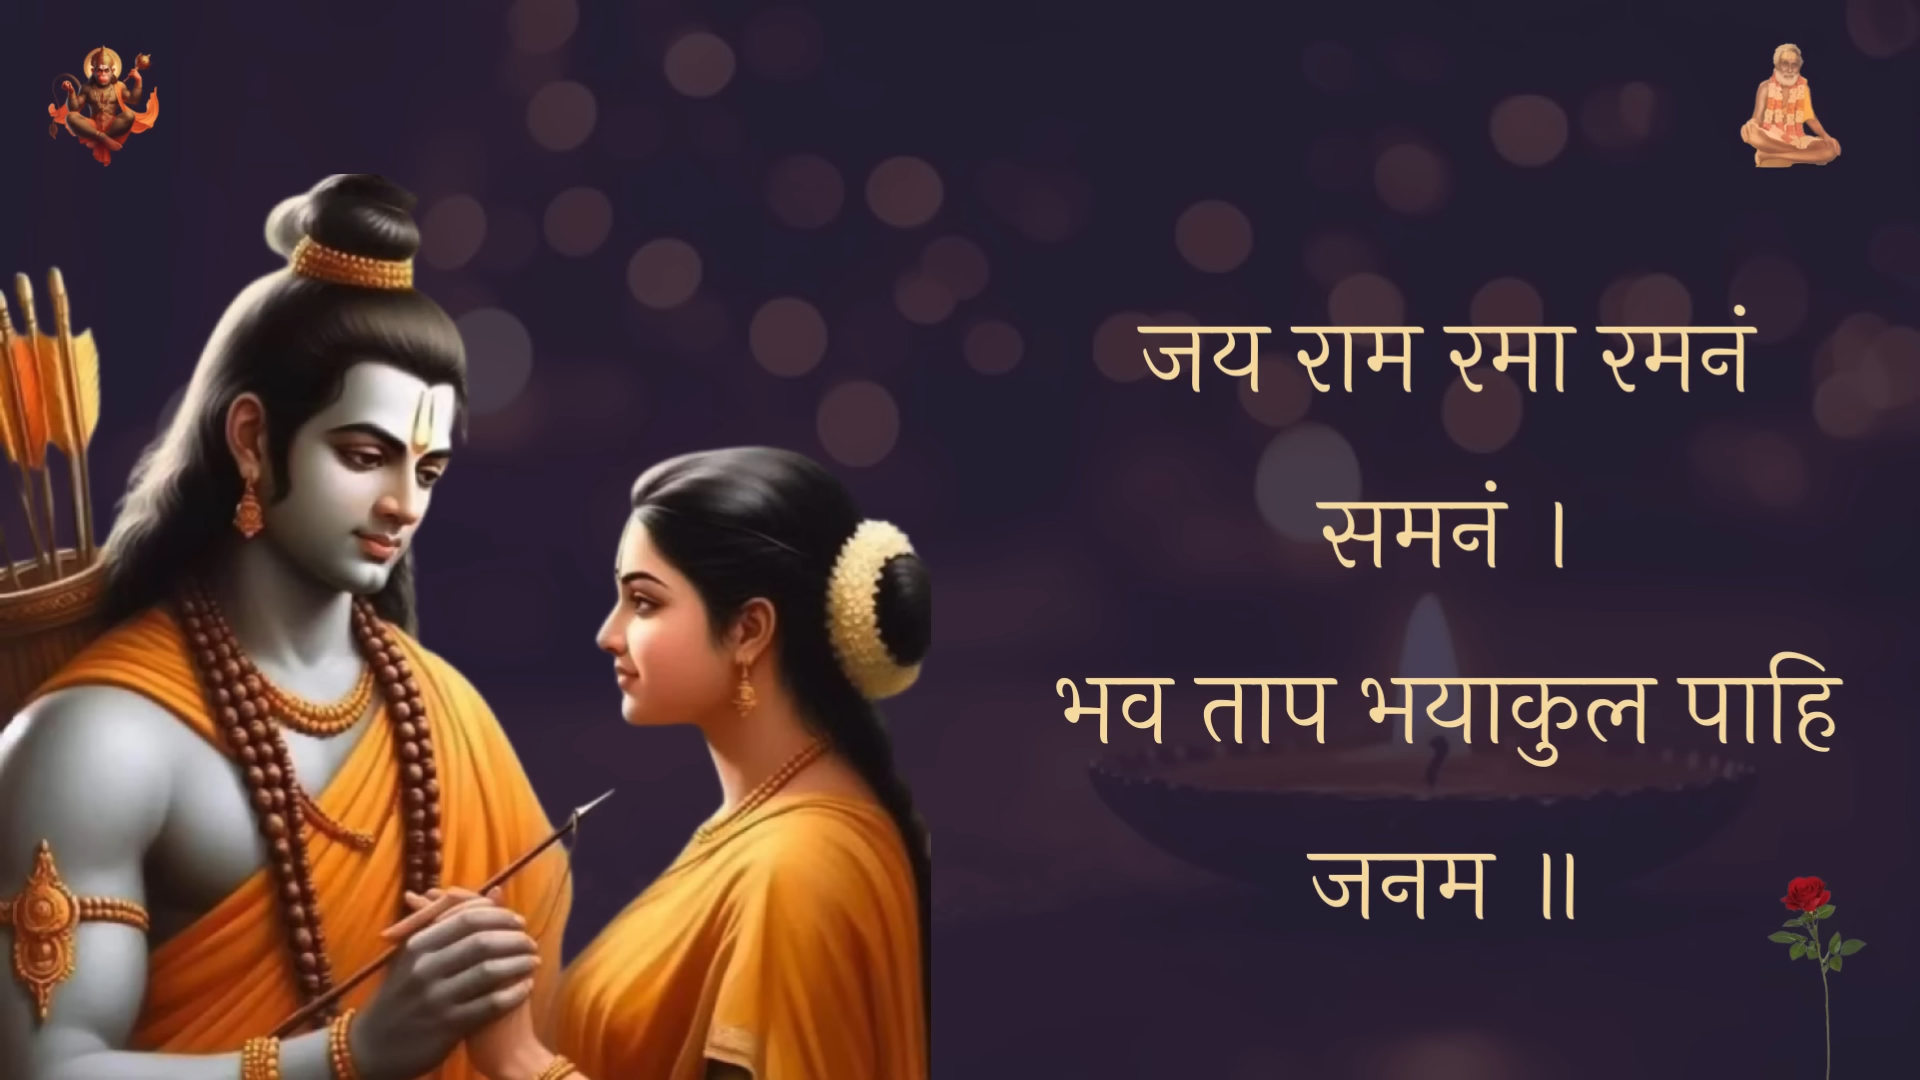 जय राम रमा रमनं
समनं ।
भव ताप भयाकुल पाहि
जनम ॥